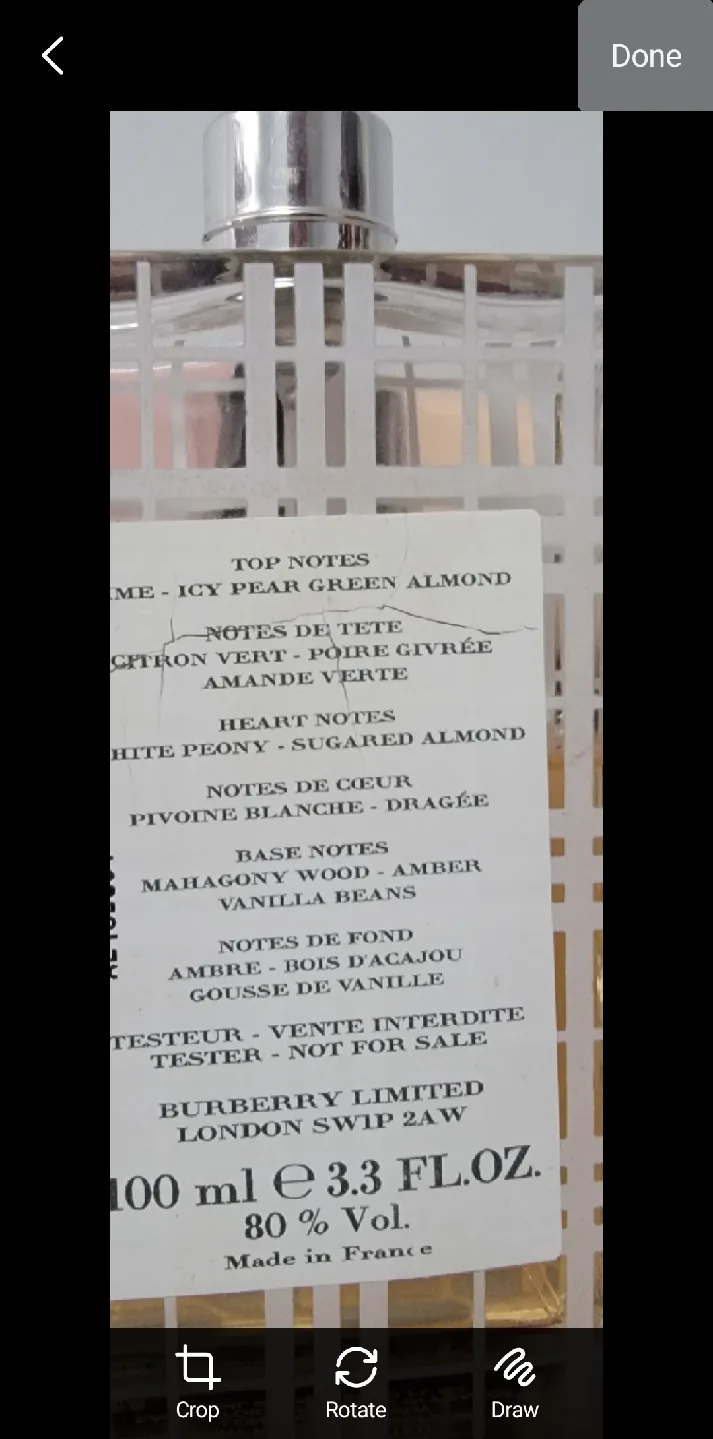 Done
TOP NOTES
ME - ICY PEAR GREEN ALMOND
NOTES DE TETE
CITRON VERT - POIRE GIVRÉE
AMANDE VERTE
HEART NOTES
HITE PEONY - SUGARED ALMOND
NOTES DE CŒUR
PIVOINE BLANCHE - DRAGÉE
BASE NOTES
MAHAGONY WOOD - AMBER
VANILLA BEANS
NOTES DE FOND
AMBRE - BOIS D'ACAJOU
GOUSSE DE VANILLE
TESTEUR - VENTE INTERDITE
TESTER - NOT FOR SALE
BURBERRY LIMITED
LONDON SW1P 2AW
100 ml ℮ 3.3 FL.OZ.
80 % Vol.
Made in France
Crop
Rotate
Draw